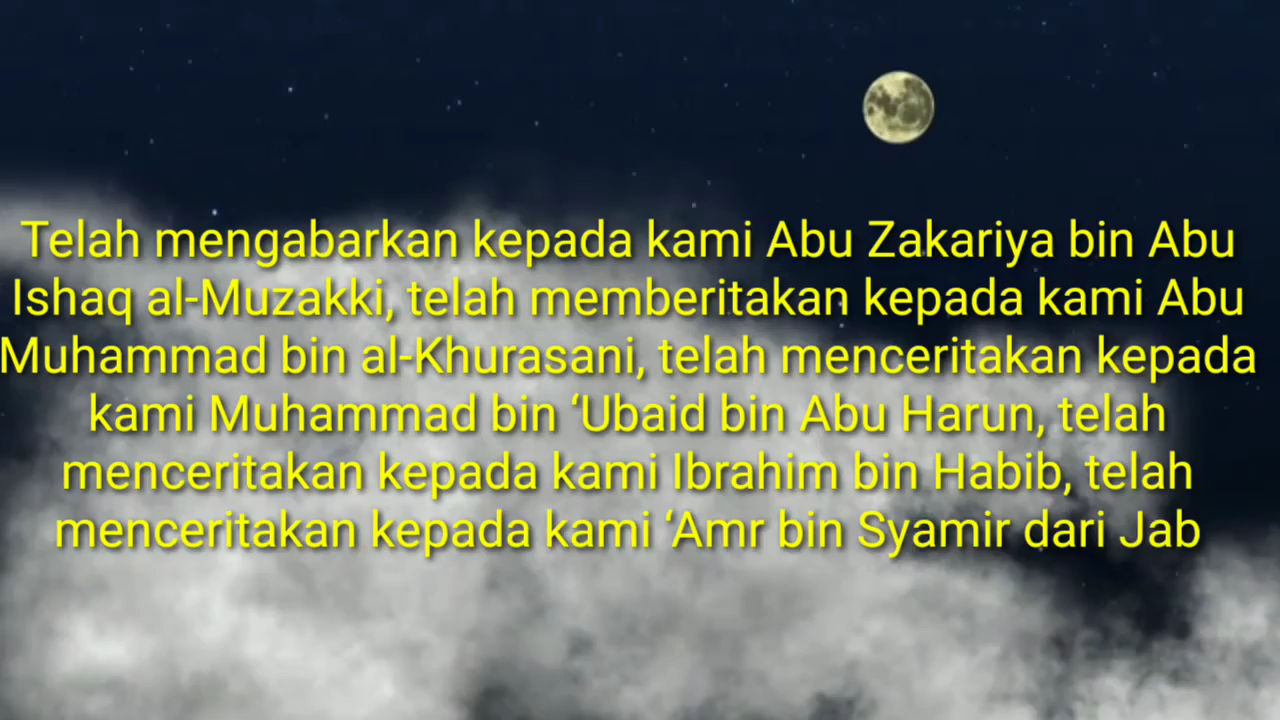 Telah mengabarkan kepada kami Abu Zakariya bin Abu
Ishaq al-Muzakki, telah memberitakan kepada kami Abu
Muhammad bin al-Khurasani, telah menceritakan kepada
kami Muhammad bin ‘Ubaid bin Abu Harun, telah
menceritakan kepada kami Ibrahim bin Habib, telah
menceritakan kepada kami ‘Amr bin Syamir dari Jab